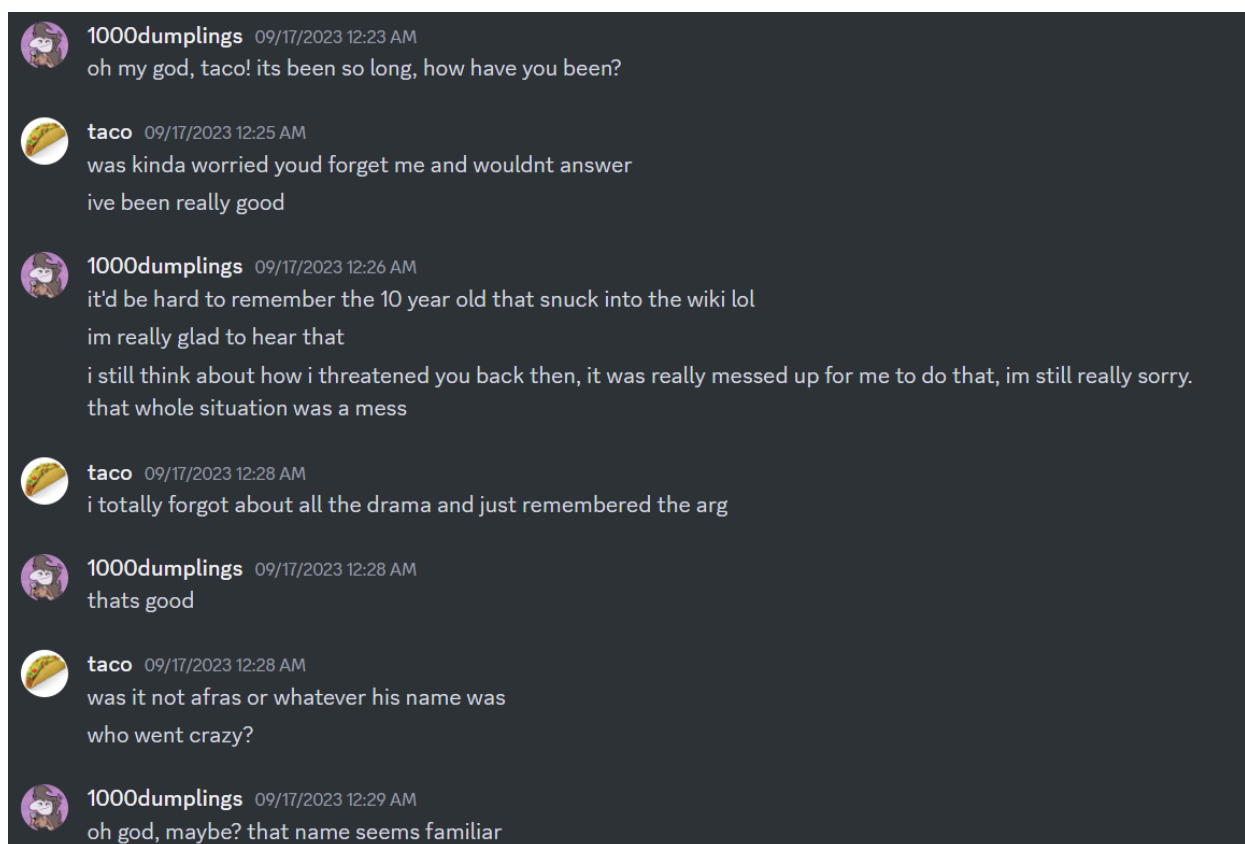 1000dumplings 09/17/2023 12:23 AM
oh my god, taco! its been so long, how have you been?
taco 09/17/2023 12:25 AM
was kinda worried youd forget me and wouldnt answer
ive been really good
1000dumplings 09/17/2023 12:26 AM
it'd be hard to remember the 10 year old that snuck into the wiki lol
im really glad to hear that
i still think about how i threatened you back then, it was really messed up for me to do that, im still really sorry.
that whole situation was a mess
taco 09/17/2023 12:28 AM
i totally forgot about all the drama and just remembered the arg
1000dumplings 09/17/2023 12:28 AM
thats good
taco 09/17/2023 12:28 AM
was it not afras or whatever his name was
who went crazy?
1000dumplings 09/17/2023 12:29 AM
oh god, maybe? that name seems familiar